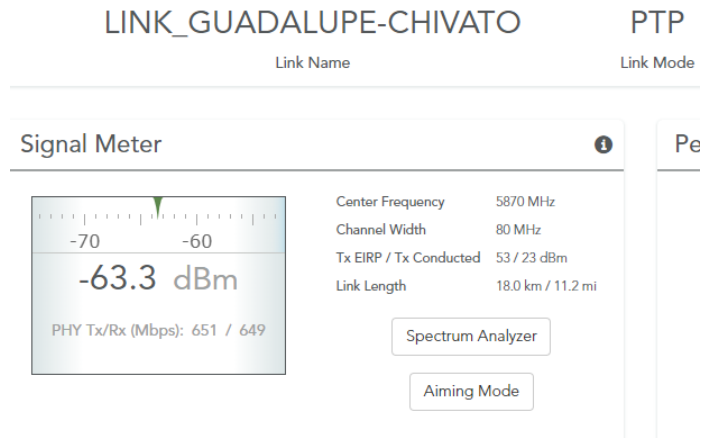 LINK_GUADALUPE-CHIVATO PTP
Link Name Link Mode
Signal Meter Pe
-70 -60
-63.3 dBm
PHY Tx/Rx (Mbps): 651 / 649
Center Frequency 5870 MHz
Channel Width 80 MHz
Tx EIRP / Tx Conducted 53 / 23 dBm
Link Length 18.0 km / 11.2 mi
Spectrum Analyzer
Aiming Mode